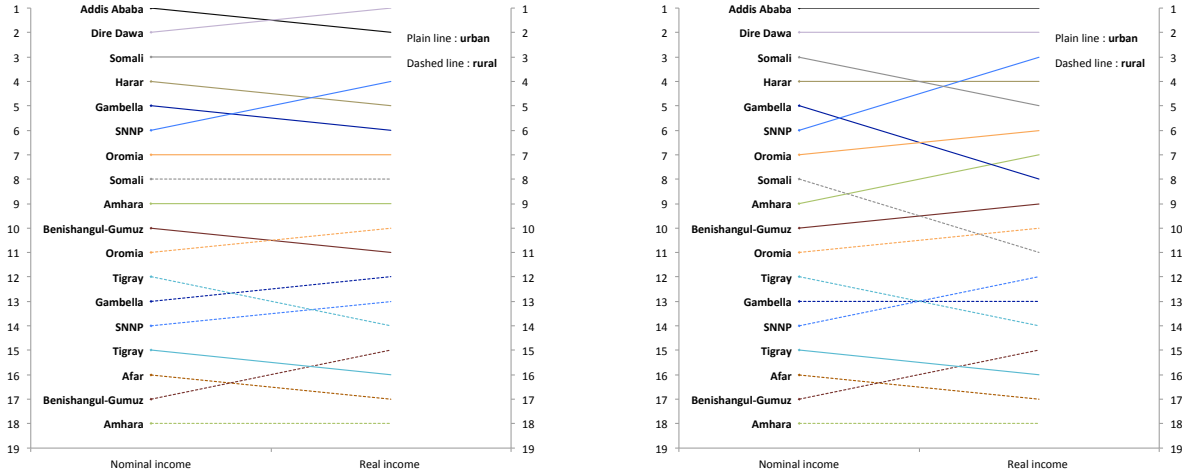 1 Addis Ababa 1
2 Dire Dawa 2
Plain line : urban
3 Somali 3
Dashed line : rural
4 Harar 4
5 Gambella 5
6 SNNP 6
7 Oromia 7
8 Somali 8
9 Amhara 9
10 Benishangul-Gumuz 10
11 Oromia 11
12 Tigray 12
13 Gambella 13
14 SNNP 14
15 Tigray 15
16 Afar 16
17 Benishangul-Gumuz 17
18 Amhara 18
19 19
Nominal income Real income
1 Addis Ababa 1
2 Dire Dawa 2
Plain line : urban
3 Somali 3
Dashed line : rural
4 Harar 4
5 Gambella 5
6 SNNP 6
7 Oromia 7
8 Somali 8
9 Amhara 9
10 Benishangul-Gumuz 10
11 Oromia 11
12 Tigray 12
13 Gambella 13
14 SNNP 14
15 Tigray 15
16 Afar 16
17 Benishangul-Gumuz 17
18 Amhara 18
19 19
Nominal income Real income